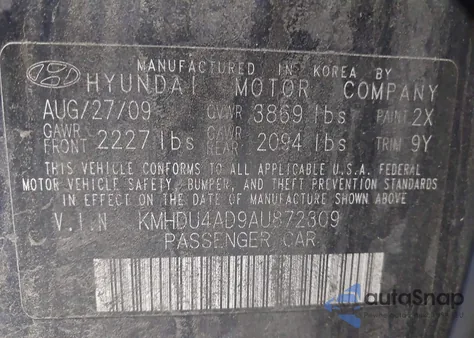 MANUFACTURED IN KOREA BY
HYUNDAI MOTOR COMPANY
AUG/27/09 GVWR 3869 lbs PAINT 2X
GAWR FRONT 2227 lbs GAWR REAR 2094 lbs TRIM 9Y
THIS VEHICLE CONFORMS TO ALL APPLICABLE U.S.A. FEDERAL
MOTOR VEHICLE SAFETY, BUMPER, AND THEFT PREVENTION STANDARDS
IN EFFECT ON THE DATE OF MANUFACTURE SHOWN ABOVE
V.I.N KMHDU4AD9AU872309
PASSENGER CAR
autoSnap